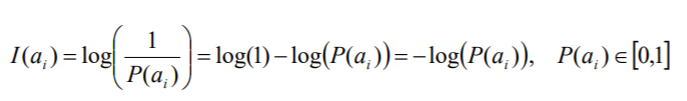 I(a_i) = log(1/P(a_i)) = log(1) − log(P(a_i)) = −log(P(a_i)), P(a_i) ∈ [0,1]